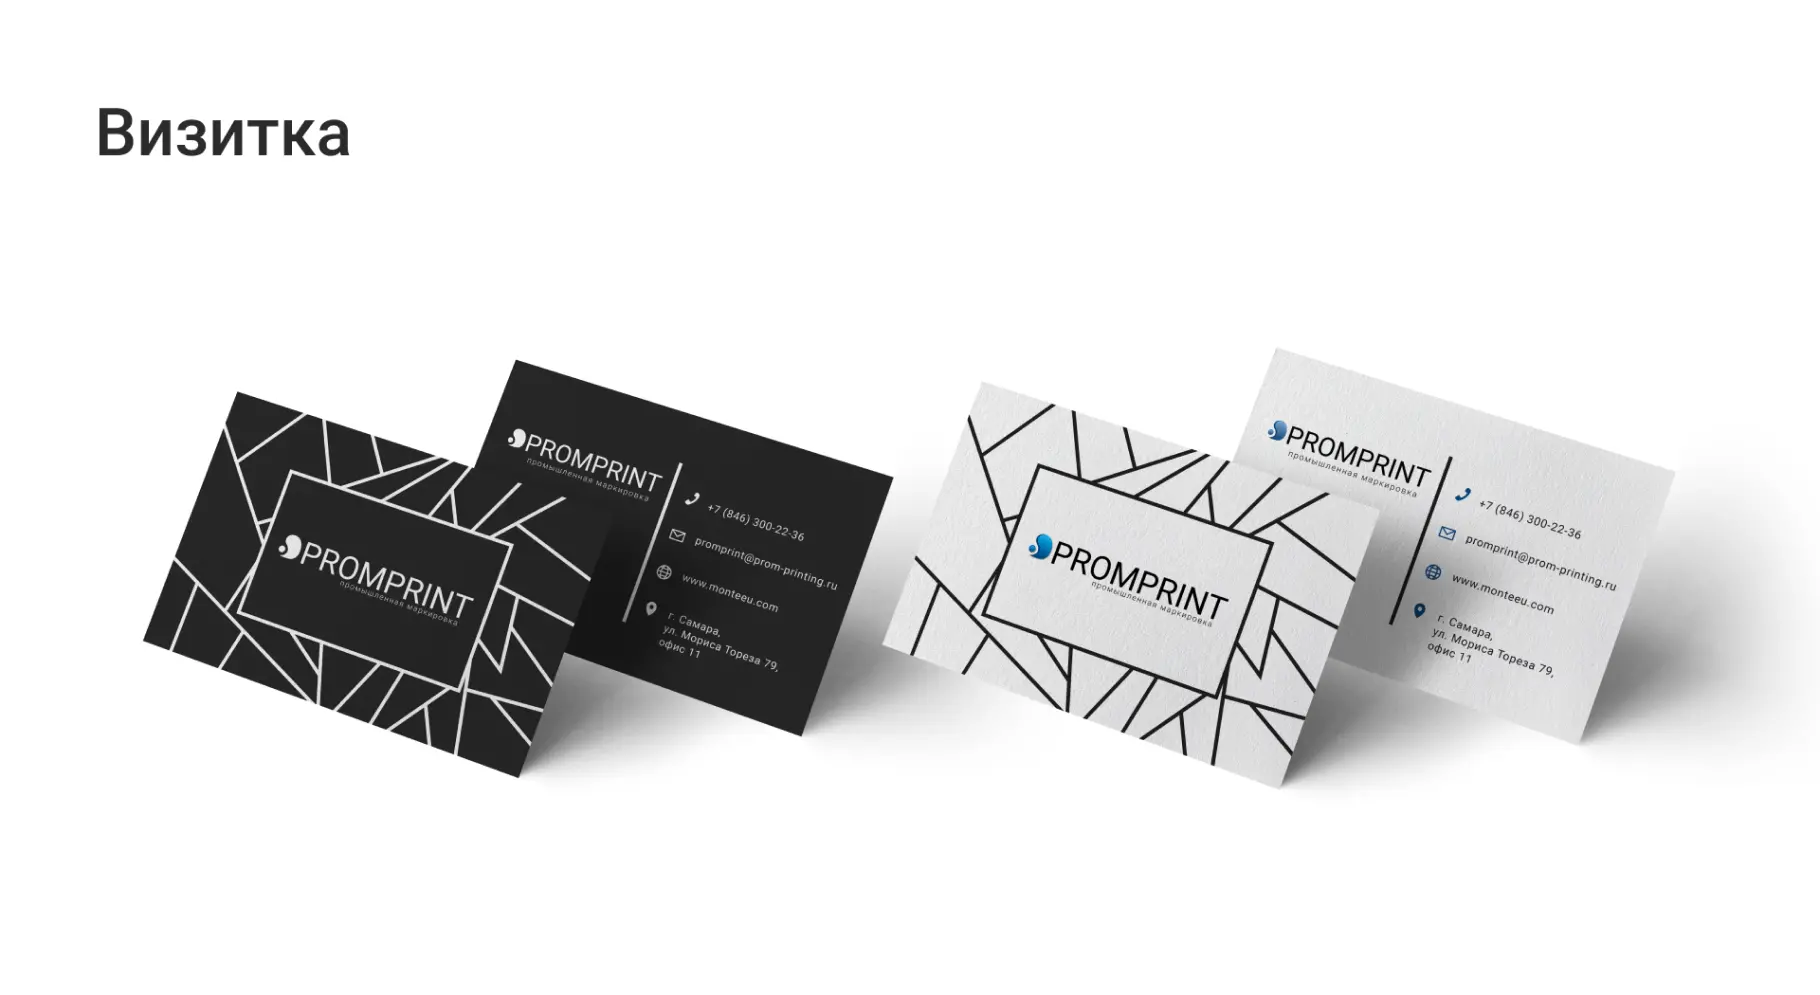 Визитка
PROMPRINT
промышленная маркировка
PROMPRINT
промышленная маркировка
+7 (846) 300-22-36
promprint@prom-printing.ru
www.monteeu.com
г. Самара,
ул. Мориса Тореза 79,
офис 11
PROMPRINT
промышленная маркировка
PROMPRINT
промышленная маркировка
+7 (846) 300-22-36
promprint@prom-printing.ru
www.monteeu.com
г. Самара,
ул. Мориса Тореза 79,
офис 11